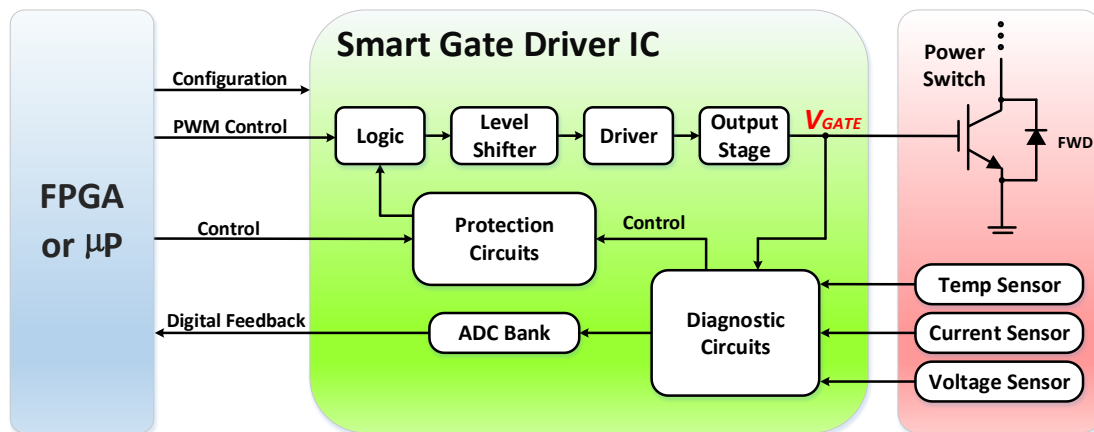 Smart Gate Driver IC
Configuration
PWM Control
Logic
Level
Shifter
Driver
Output
Stage
VGATE
Power
Switch
FWD
FPGA
or μP
Control
Protection
Circuits
Control
Digital Feedback
ADC Bank
Diagnostic
Circuits
Temp Sensor
Current Sensor
Voltage Sensor